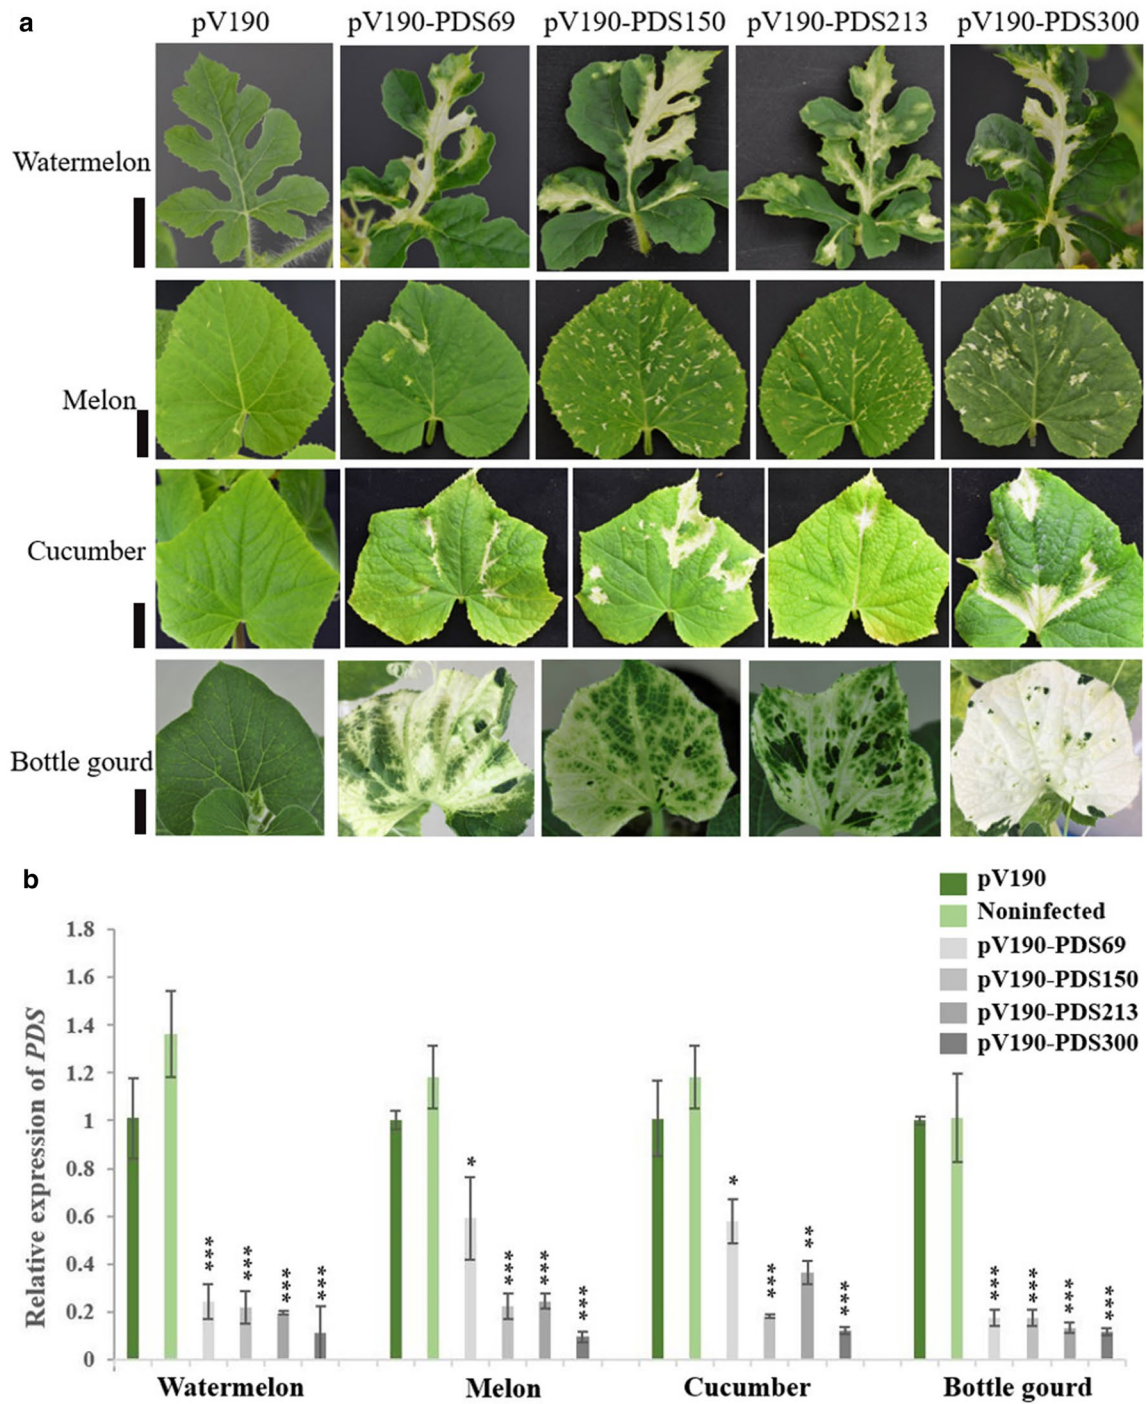 a
pV190 pV190-PDS69 pV190-PDS150 pV190-PDS213 pV190-PDS300
Watermelon
Melon
Cucumber
Bottle gourd
b
pV190
Noninfected
pV190-PDS69
pV190-PDS150
pV190-PDS213
pV190-PDS300
Relative expression of PDS
1.8
1.6
1.4
1.2
1
0.8
0.6
0.4
0.2
0
*** *** *** *** * *** *** *** * *** ** *** *** *** *** ***
Watermelon Melon Cucumber Bottle gourd